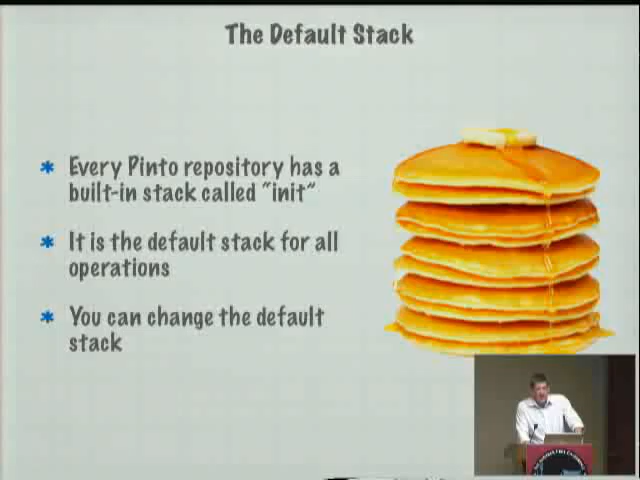 The Default Stack
Every Pinto repository has a
built-in stack called "init"
It is the default stack for all
operations
You can change the default
stack